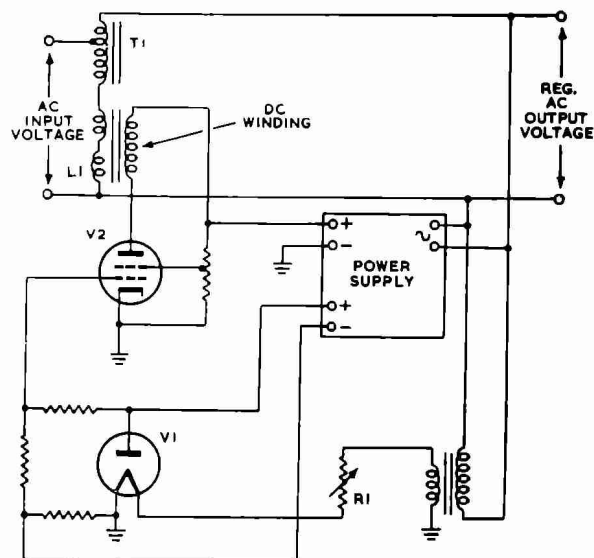 T1
AC
INPUT
VOLTAGE
L1
DC
WINDING
REG.
AC
OUTPUT
VOLTAGE
V2
+
−
∿
POWER
SUPPLY
+
−
V1
R1